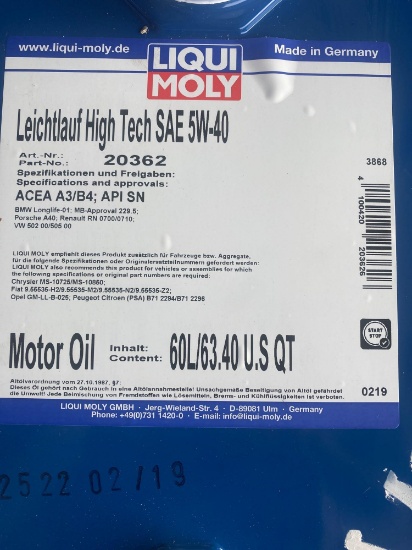 www.liqui-moly.de
LIQUI MOLY
Made in Germany
Leichtlauf High Tech SAE 5W-40
Art.-Nr.:
Part-No.: 20362
3868
Spezifikationen und Freigaben:
Specifications and approvals:
ACEA A3/B4; API SN
BMW Longlife-01; MB-Approval 229.5;
Porsche A40; Renault RN 0700/0710;
VW 502 00/505 00
4 100420 203626
LIQUI MOLY empfiehlt dieses Produkt zusätzlich für Fahrzeuge bzw. Aggregate,
für die folgende Spezifikationen oder Originalersatzteilnummern gefordert werden:
LIQUI MOLY also recommends this product for vehicles or assemblies for which
the following specifications or original part numbers are required:
Chrysler MS-10725/MS-10860;
Fiat 9.55535-H2/9.55535-M2/9.55535-N2/9.55535-Z2;
Opel GM-LL-B-025; Peugeot Citroen (PSA) B71 2294/B71 2296
START
STOP
Motor Oil
Inhalt:
Content: 60L/63.40 U.S QT
Altölverordnung vom 27.10.1987, §7:
Dieses Öl gehört nach Gebrauch in eine Altölannahmestelle! Unsachgemäße Beseitigung von Altöl gefährdet
die Umwelt! Jede Beimischung von Fremdstoffen wie Lösemitteln, Brems- und Kühlflüssigkeiten ist verboten.
0219
LIQUI MOLY GMBH - Jerg-Wieland-Str. 4 - D-89081 Ulm - Germany
Phone: +49(0)731 1420-0 - E-mail: info@liqui-moly.de
2522 02/19